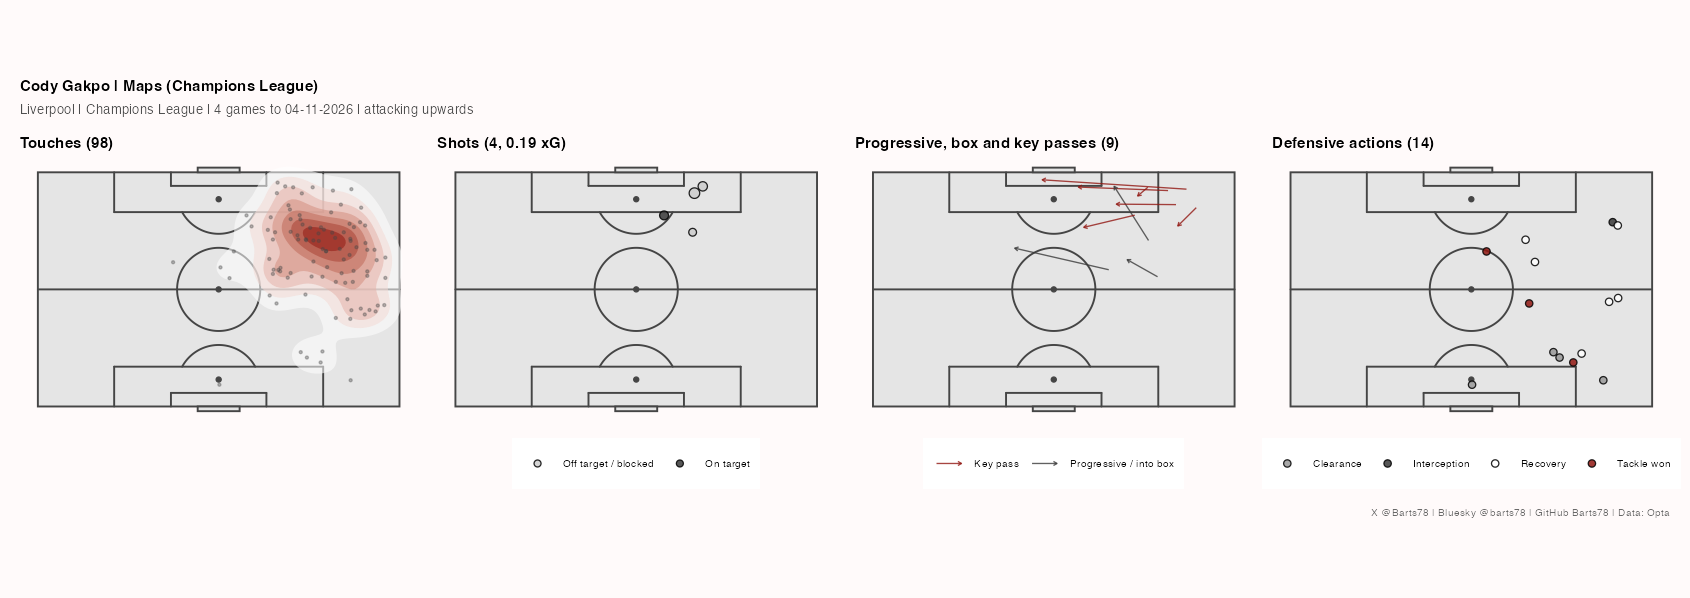 Cody Gakpo | Maps (Champions League)
Liverpool | Champions League | 4 games to 04-11-2026 | attacking upwards
Touches (98)
Shots (4, 0.19 xG)
Progressive, box and key passes (9)
Defensive actions (14)
Off target / blocked
On target
Key pass
Progressive / into box
Clearance
Interception
Recovery
Tackle won
X @Barts78 | Bluesky @barts78 | GitHub Barts78 | Data: Opta